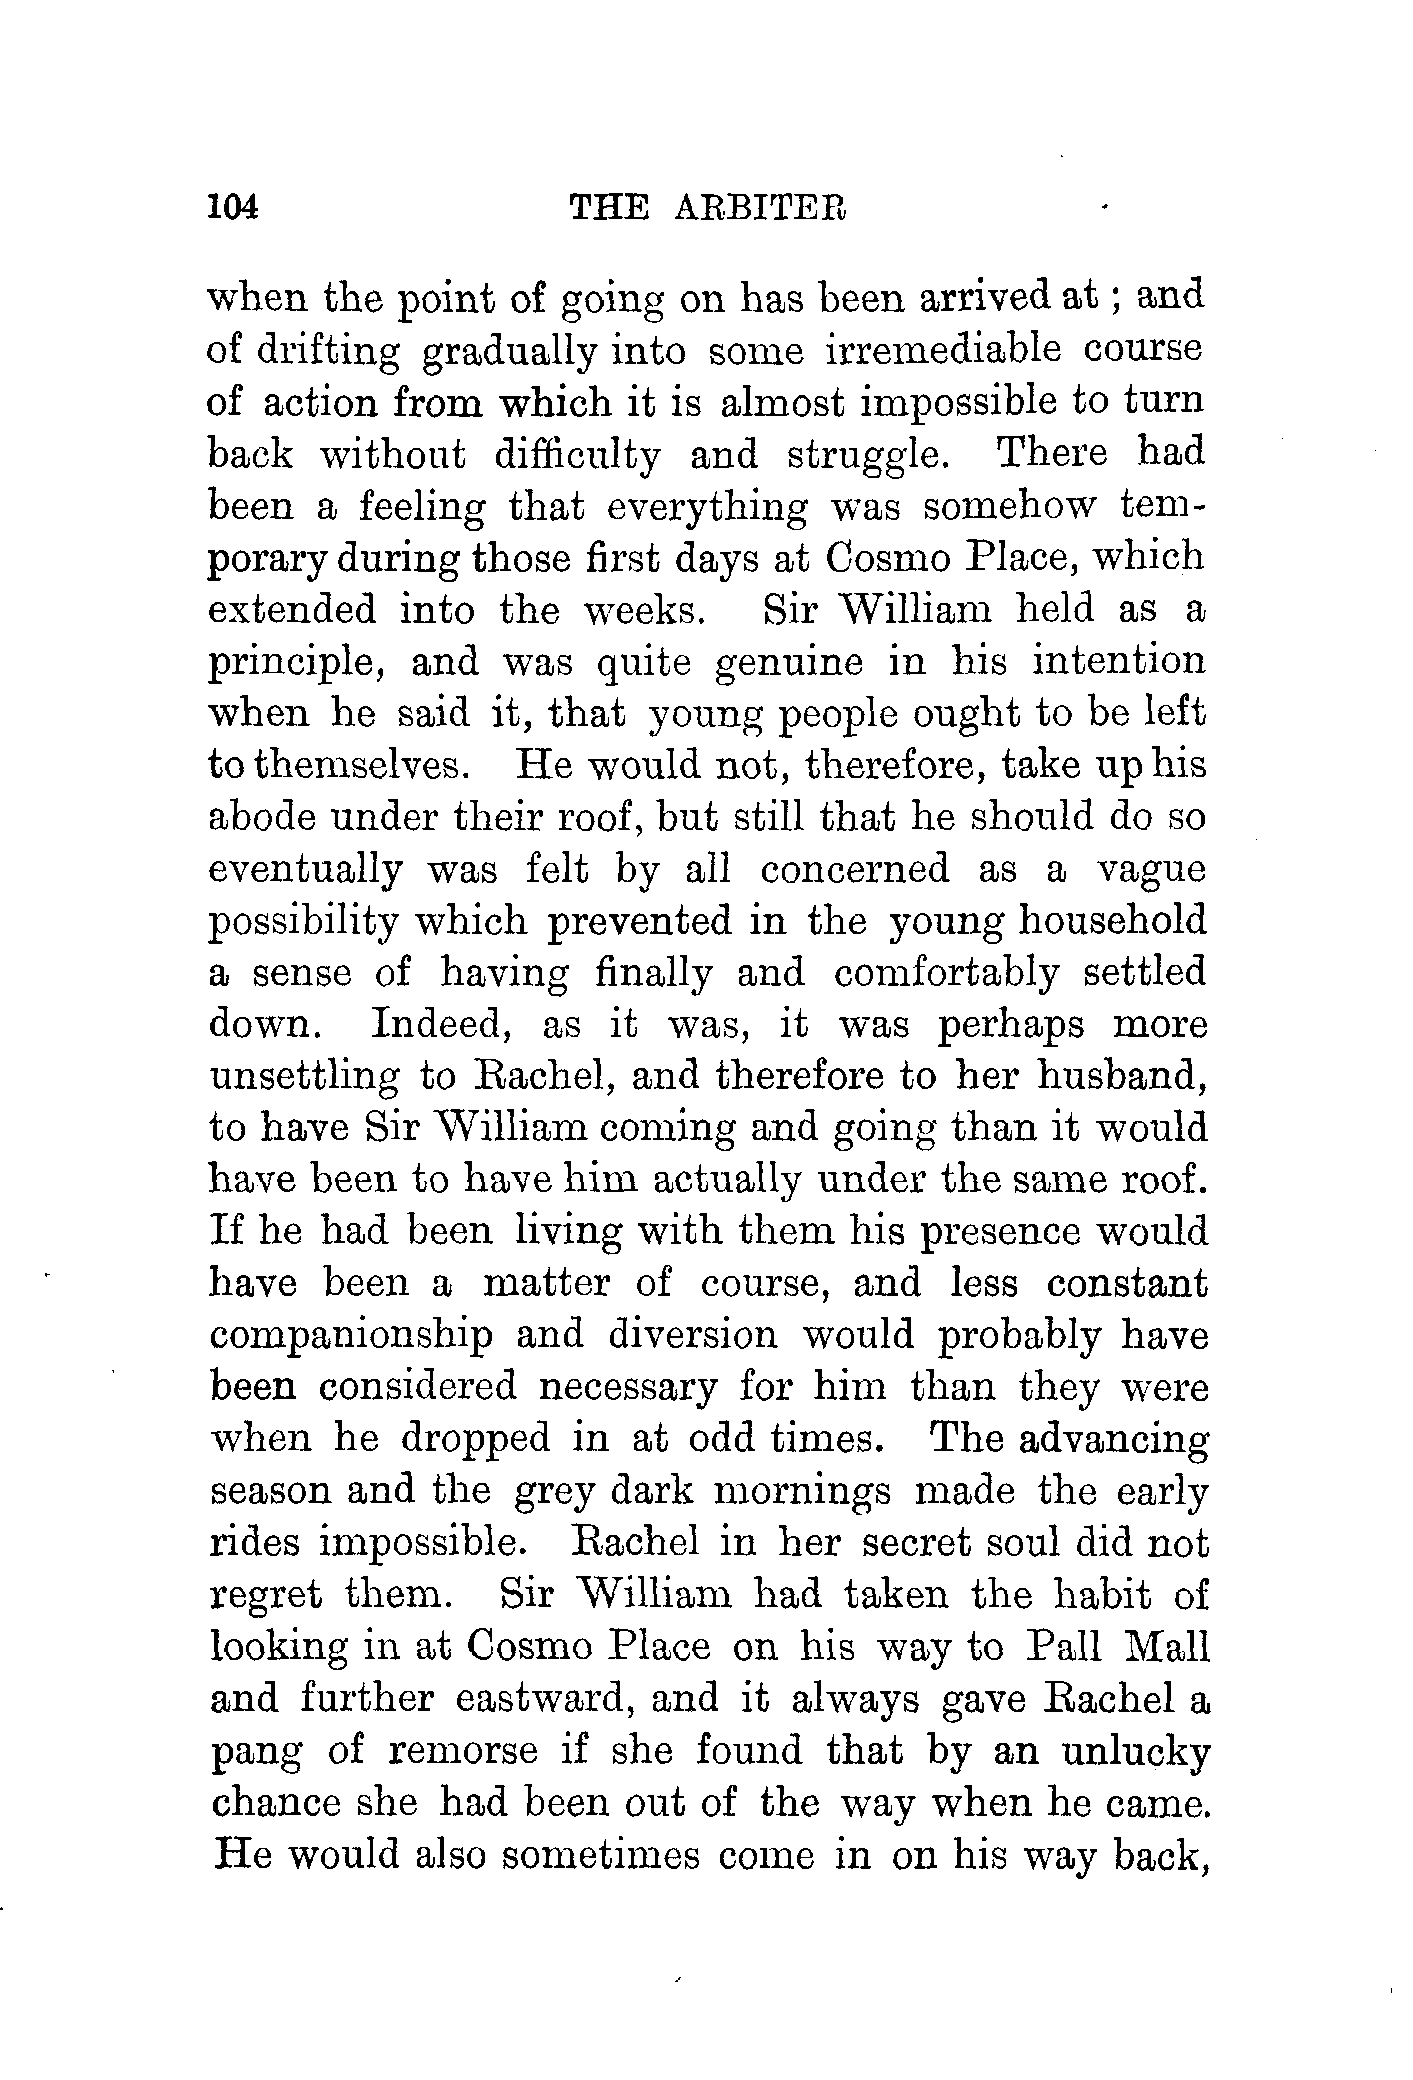 104 THE ARBITER
when the point of going on has been arrived at ; and
of drifting gradually into some irremediable course
of action from which it is almost impossible to turn
back without difficulty and struggle. There had
been a feeling that everything was somehow tem-
porary during those first days at Cosmo Place, which
extended into the weeks. Sir William held as a
principle, and was quite genuine in his intention
when he said it, that young people ought to be left
to themselves. He would not, therefore, take up his
abode under their roof, but still that he should do so
eventually was felt by all concerned as a vague
possibility which prevented in the young household
a sense of having finally and comfortably settled
down. Indeed, as it was, it was perhaps more
unsettling to Rachel, and therefore to her husband,
to have Sir William coming and going than it would
have been to have him actually under the same roof.
If he had been living with them his presence would
have been a matter of course, and less constant
companionship and diversion would probably have
been considered necessary for him than they were
when he dropped in at odd times. The advancing
season and the grey dark mornings made the early
rides impossible. Rachel in her secret soul did not
regret them. Sir William had taken the habit of
looking in at Cosmo Place on his way to Pall Mall
and further eastward, and it always gave Rachel a
pang of remorse if she found that by an unlucky
chance she had been out of the way when he came.
He would also sometimes come in on his way back,